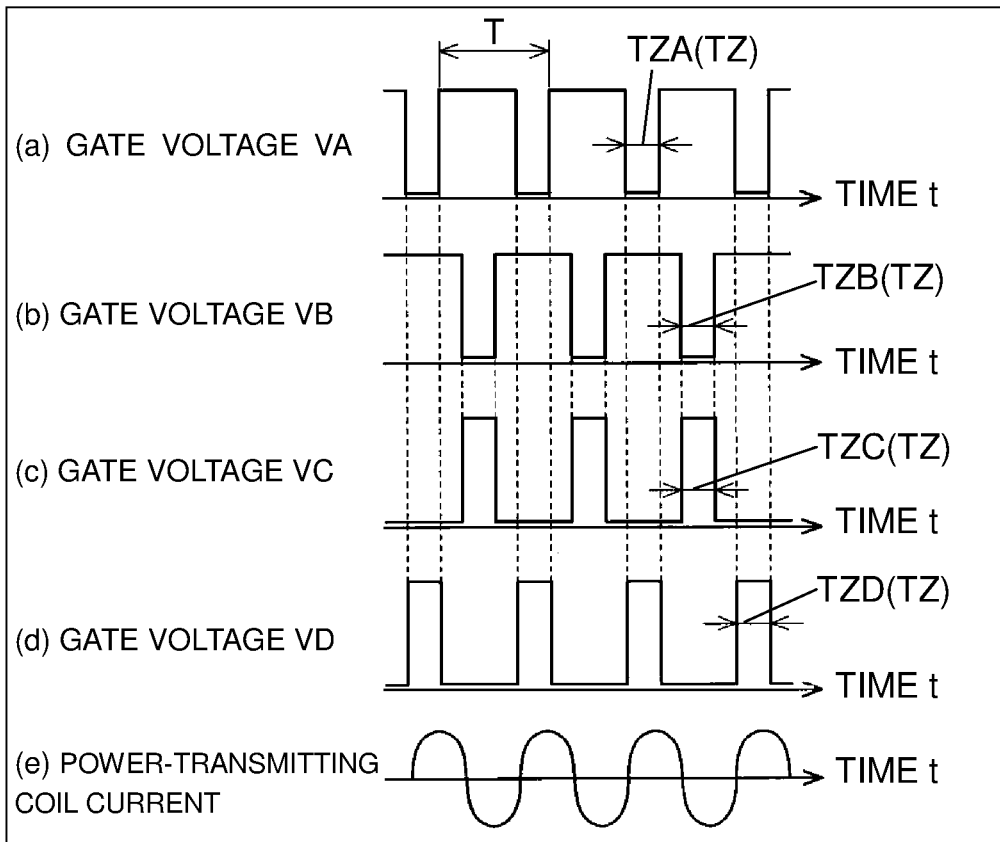 T
TZA(TZ)
(a) GATE VOLTAGE VA
TIME t
TZB(TZ)
(b) GATE VOLTAGE VB
TIME t
TZC(TZ)
(c) GATE VOLTAGE VC
TIME t
TZD(TZ)
(d) GATE VOLTAGE VD
TIME t
(e) POWER-TRANSMITTING
COIL CURRENT
TIME t